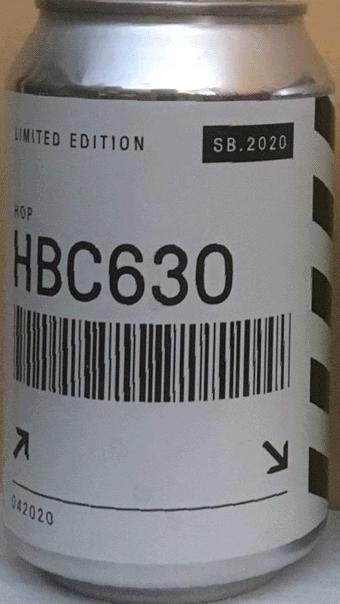 LIMITED EDITION
SB.2020
HOP
HBC630
042020